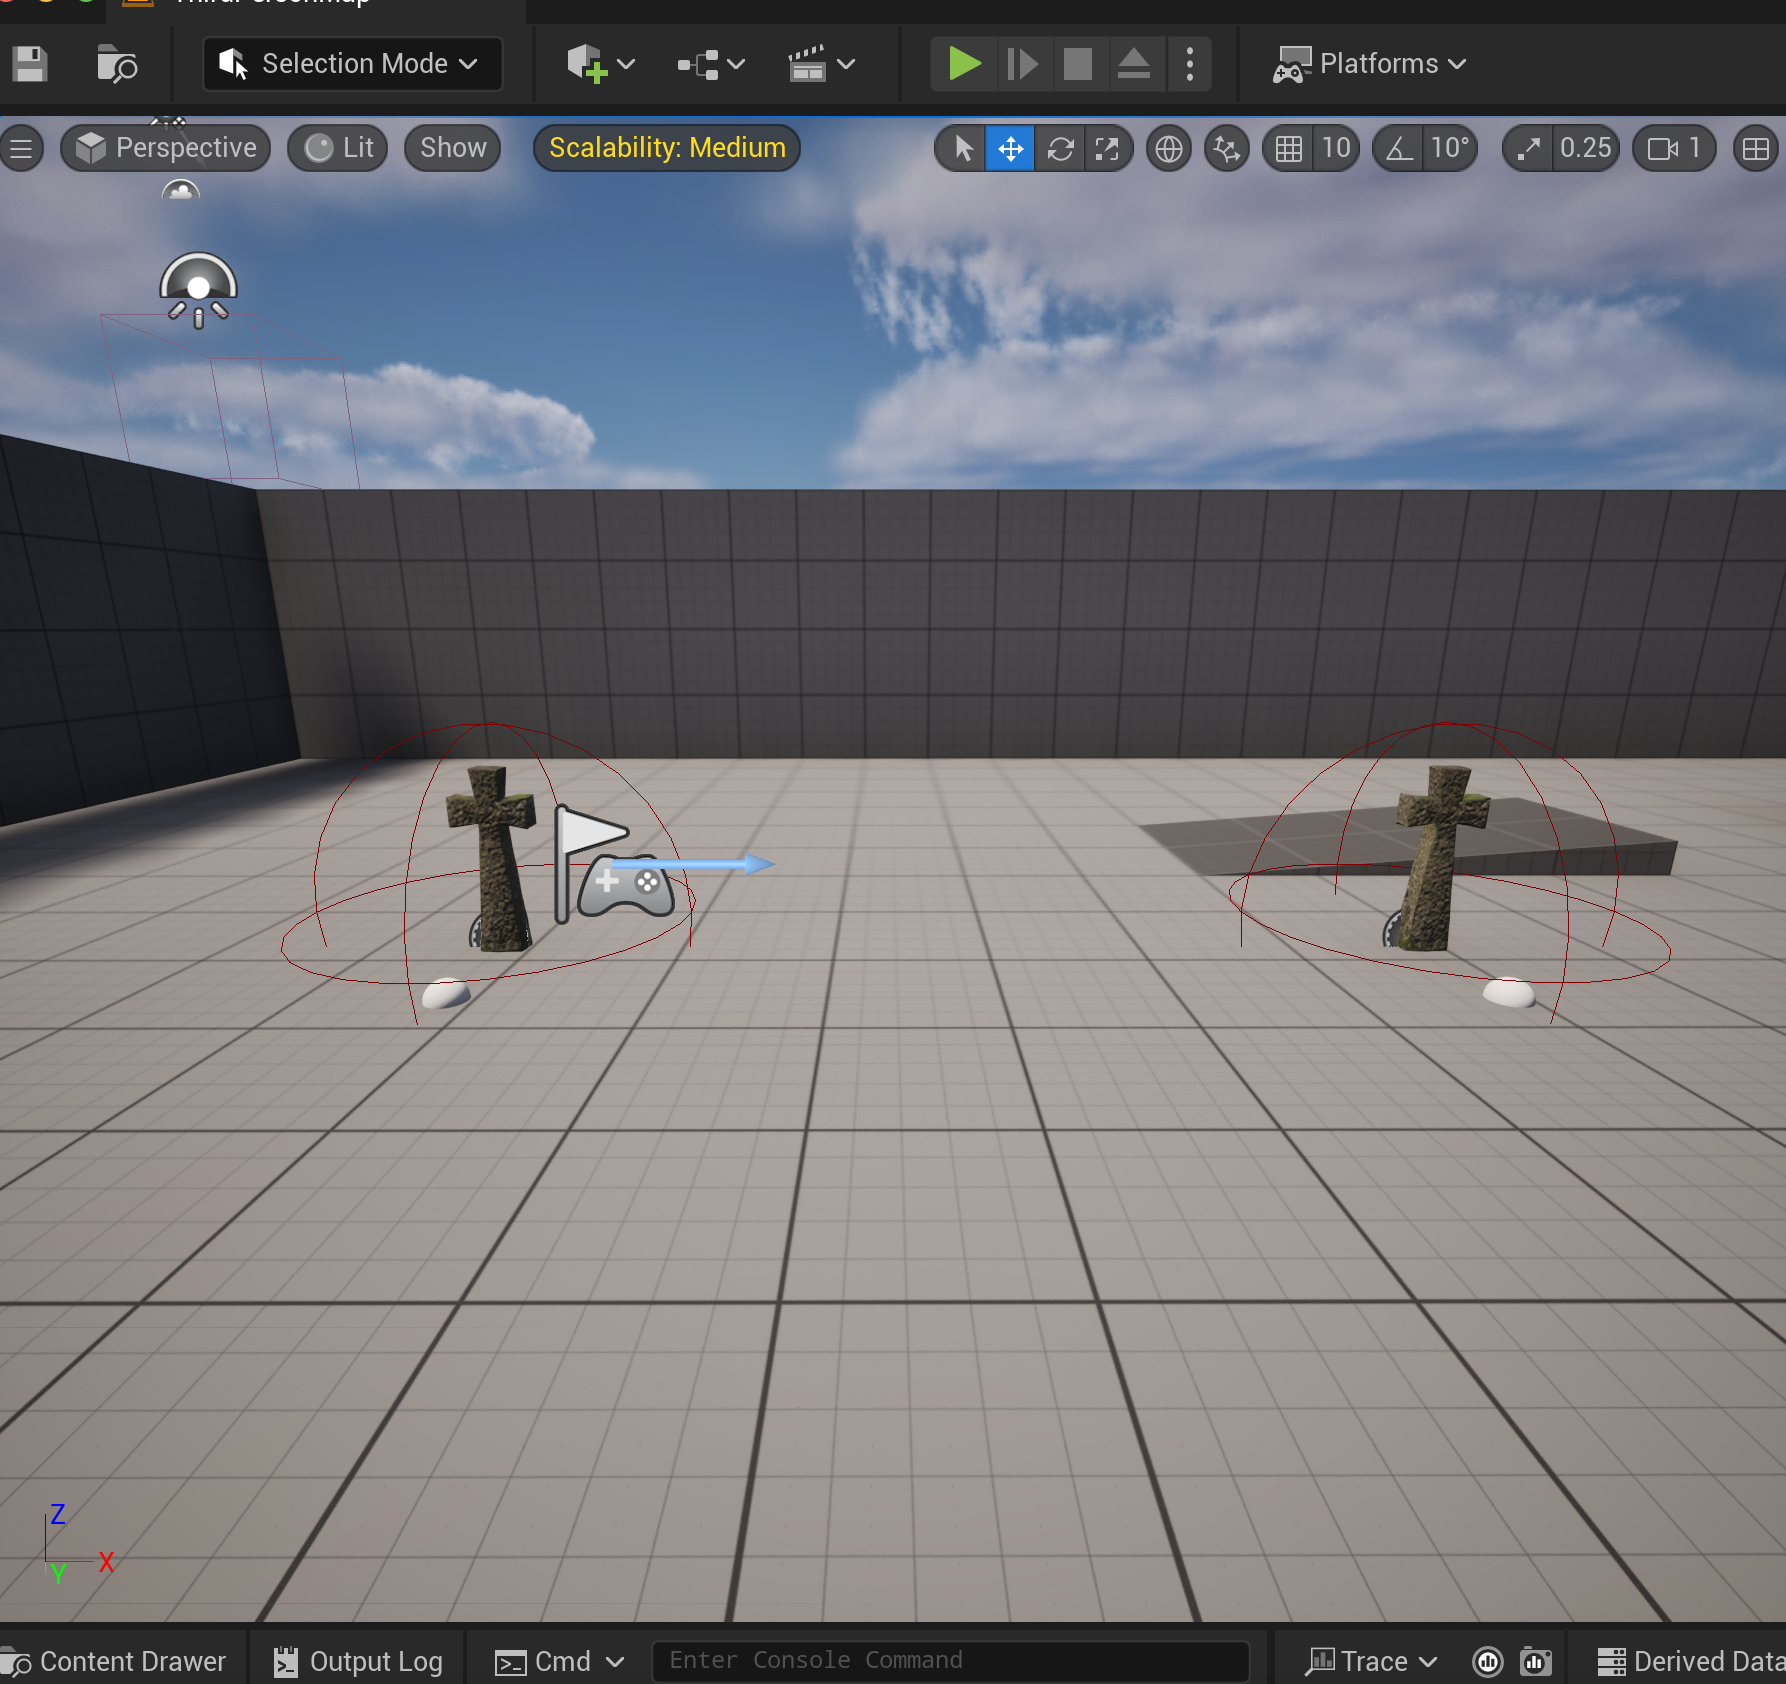 Selection Mode
Platforms
Perspective
Lit
Show
Scalability: Medium
10
10°
0.25
1
Z
X
Y
Content Drawer
Output Log
Cmd
Enter Console Command
Trace
Derived Data